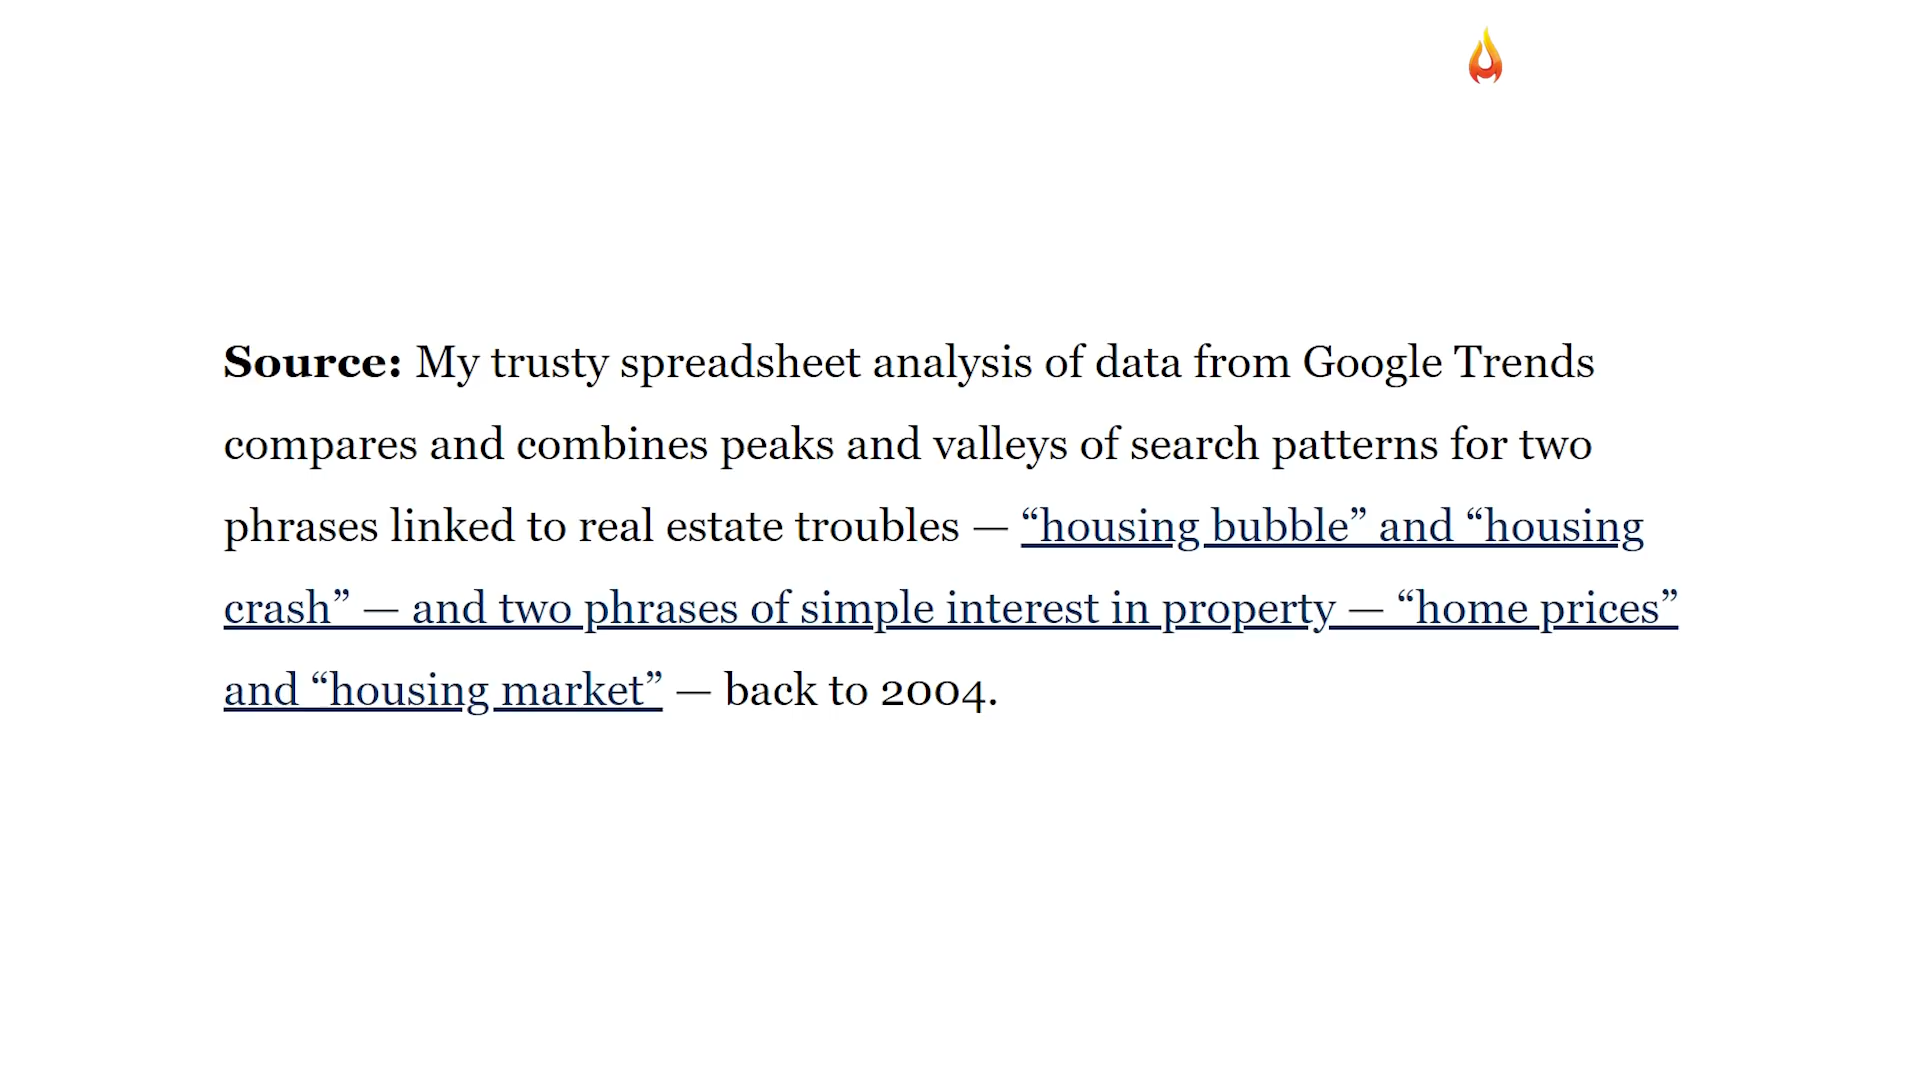 Source: My trusty spreadsheet analysis of data from Google Trends
compares and combines peaks and valleys of search patterns for two
phrases linked to real estate troubles — “housing bubble” and “housing
crash” — and two phrases of simple interest in property — “home prices”
and “housing market” — back to 2004.